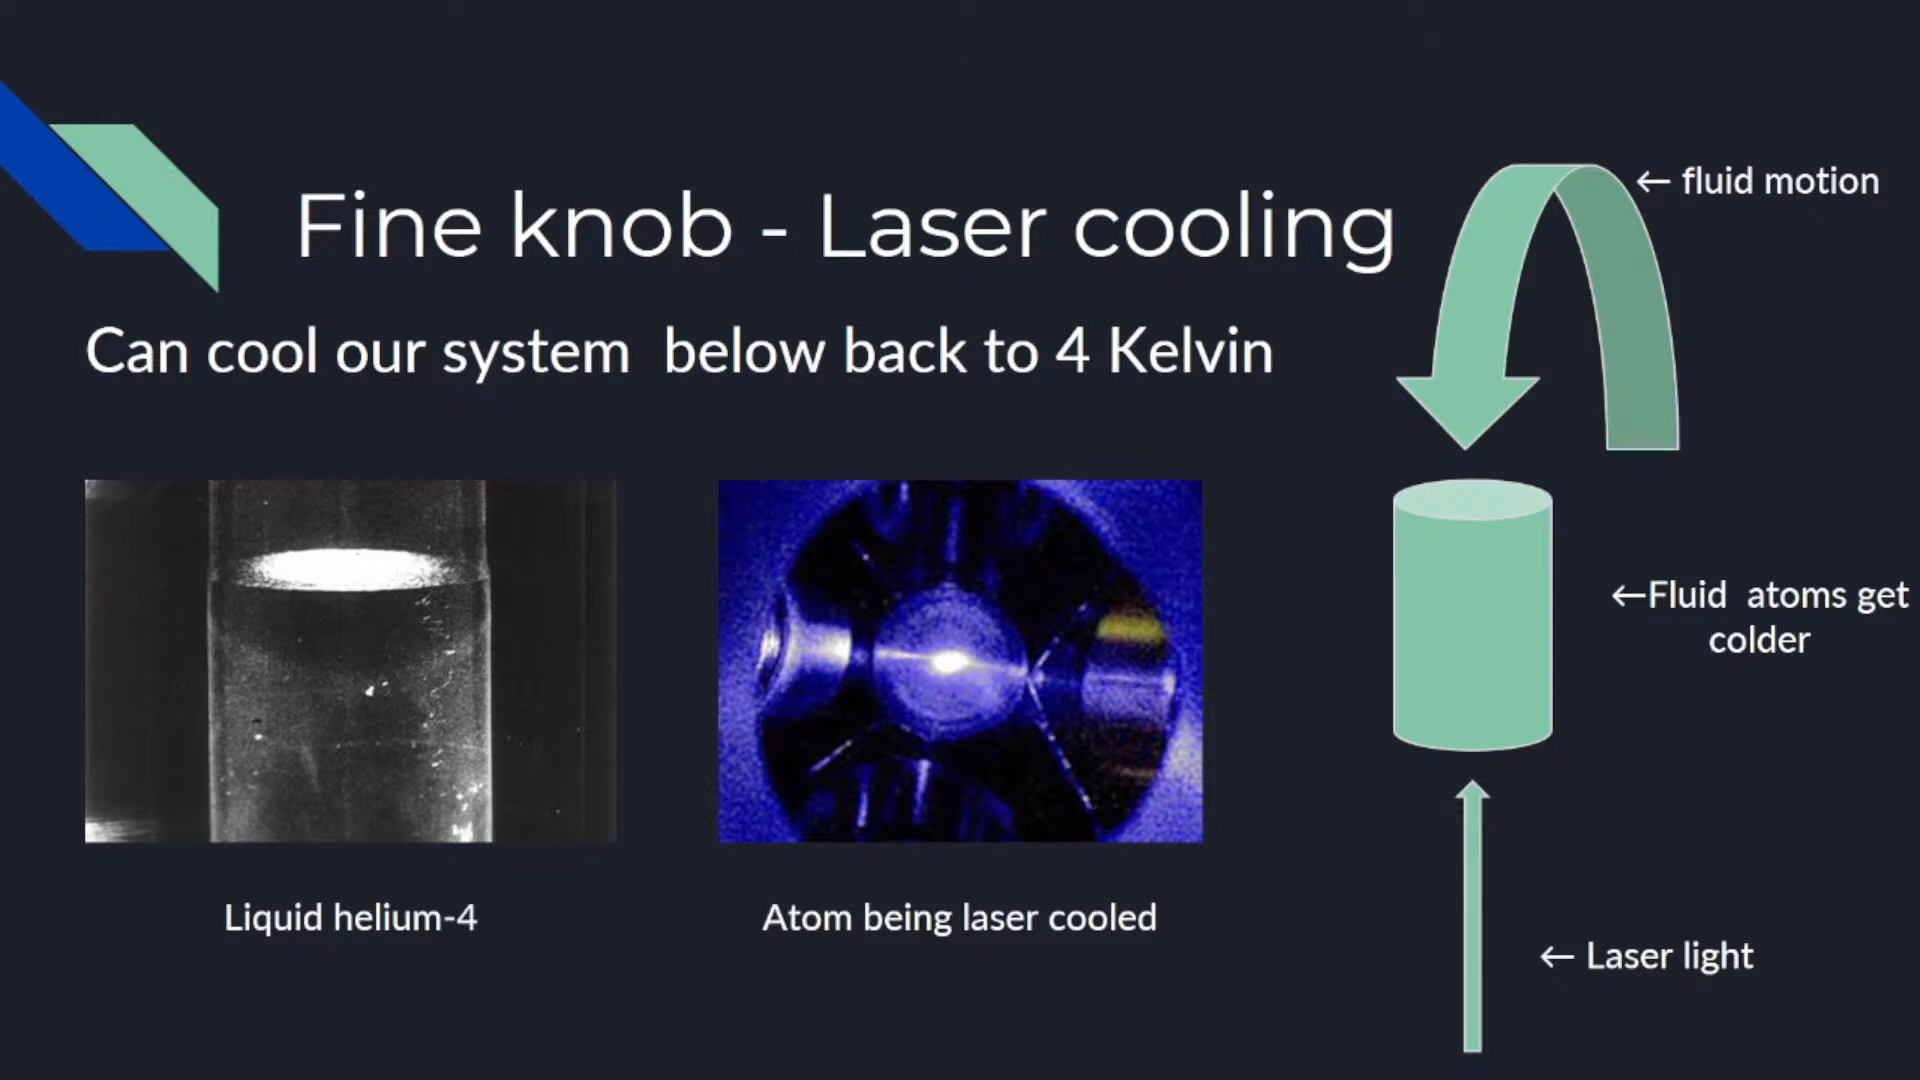 Fine knob - Laser cooling
Can cool our system  below back to 4 Kelvin
← fluid motion
←Fluid  atoms get
colder
← Laser light
Liquid helium-4
Atom being laser cooled